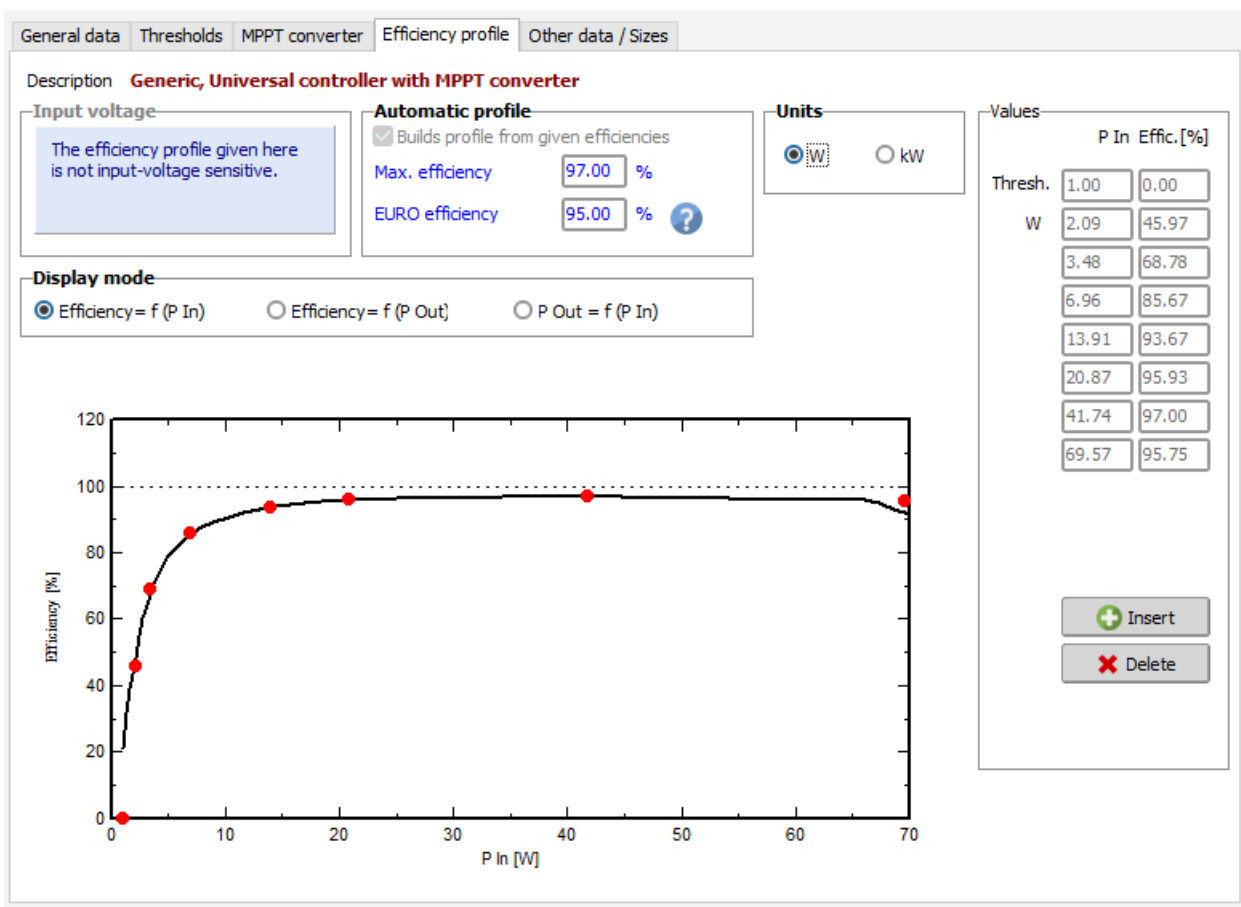 General data Thresholds MPPT converter Efficiency profile Other data / Sizes
Description Generic, Universal controller with MPPT converter
Input voltage
The efficiency profile given here
is not input-voltage sensitive.
Automatic profile
Builds profile from given efficiencies
Max. efficiency 97.00 %
EURO efficiency 95.00 % ?
Units
W kW
Display mode
Efficiency= f (P In) Efficiency= f (P Out) P Out = f (P In)
Values
P In Effic.[%]
Thresh. 1.00 0.00
W 2.09 45.97
3.48 68.78
6.96 85.67
13.91 93.67
20.87 95.93
41.74 97.00
69.57 95.75
Insert
Delete
120
100
80
60
40
20
0
Efficiency [%]
0 10 20 30 40 50 60 70
P In [W]